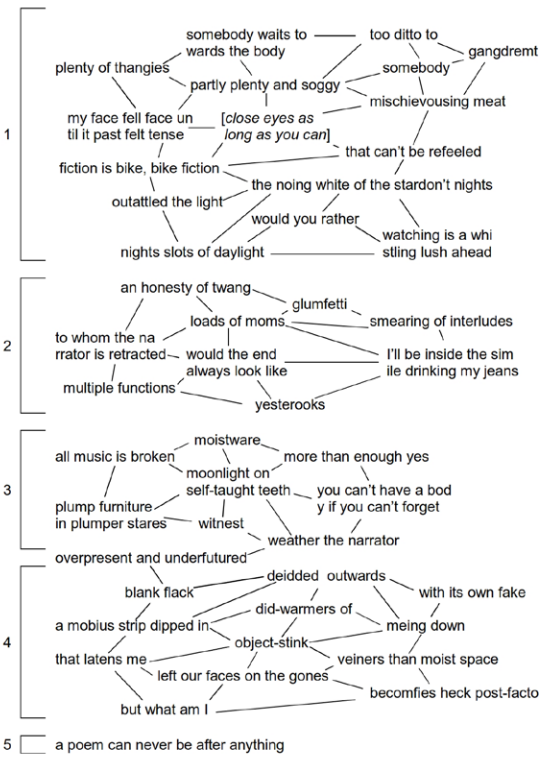 somebody waits to
wards the body
too ditto to
gangdremt
plenty of thangies
somebody
partly plenty and soggy
mischievousing meat
my face fell face un
til it past felt tense
[close eyes as
long as you can]
1
that can't be refeeled
fiction is bike, bike fiction
the noing white of the stardon't nights
outattled the light
would you rather
watching is a whi
stling lush ahead
nights slots of daylight
an honesty of twang
glumfetti
loads of moms
smearing of interludes
2
to whom the na
rrator is retracted
would the end
always look like
I'll be inside the sim
ile drinking my jeans
multiple functions
yesterooks
moistware
all music is broken
more than enough yes
moonlight on
self-taught teeth
3
you can't have a bod
y if you can't forget
plump furniture
in plumper stares
witnest
weather the narrator
overpresent and underfutured
deidded outwards
blank flack
with its own fake
did-warmers of
a mobius strip dipped in
meing down
4
object-stink
that latens me
veiners than moist space
left our faces on the gones
becomfies heck post-facto
but what am I
5
a poem can never be after anything